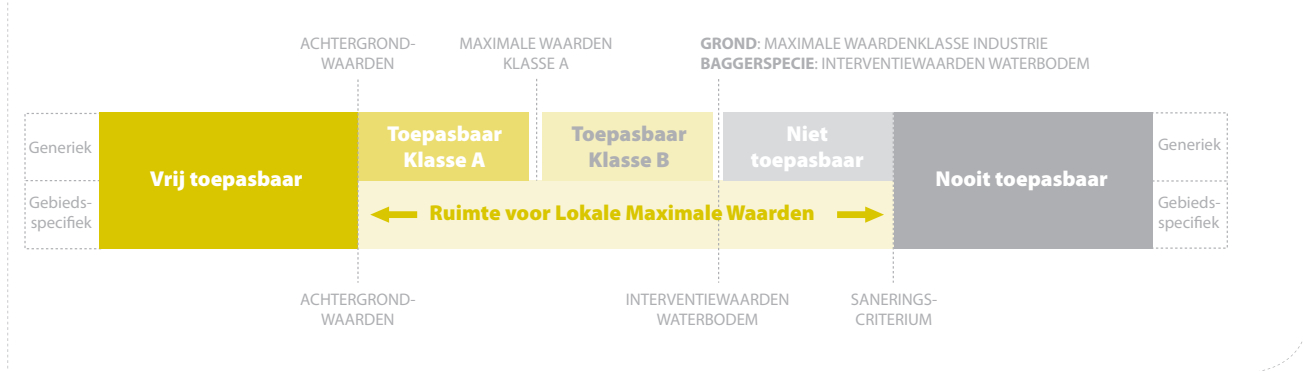 ACHTERGROND-
WAARDEN
MAXIMALE WAARDEN
KLASSE A
GROND: MAXIMALE WAARDENKLASSE INDUSTRIE
BAGGERSPECIE: INTERVENTIEWAARDEN WATERBODEM
Generiek
Gebieds-
specifiek
Vrij toepasbaar
Toepasbaar
Klasse A
Toepasbaar
Klasse B
Niet
toepasbaar
Ruimte voor Lokale Maximale Waarden
Nooit toepasbaar
Generiek
Gebieds-
specifiek
ACHTERGROND-
WAARDEN
INTERVENTIEWAARDEN
WATERBODEM
SANERINGS-
CRITERIUM